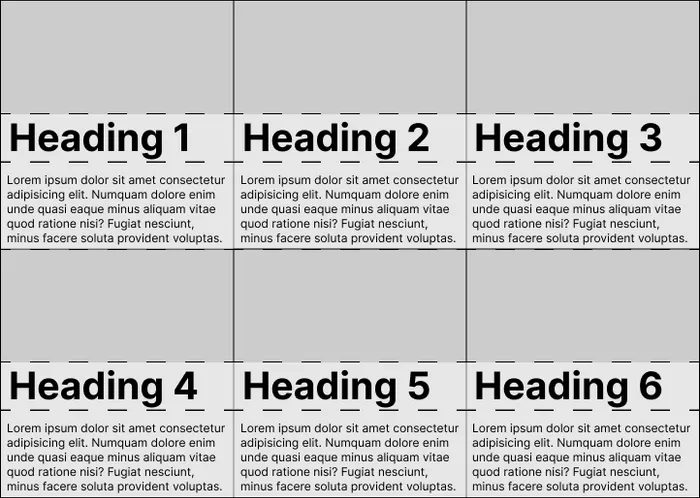 Heading 1
Lorem ipsum dolor sit amet consectetur
adipisicing elit. Numquam dolore enim
unde quasi eaque minus aliquam vitae
quod ratione nisi? Fugiat nesciunt,
minus facere soluta provident voluptas.
Heading 2
Lorem ipsum dolor sit amet consectetur
adipisicing elit. Numquam dolore enim
unde quasi eaque minus aliquam vitae
quod ratione nisi? Fugiat nesciunt,
minus facere soluta provident voluptas.
Heading 3
Lorem ipsum dolor sit amet consectetur
adipisicing elit. Numquam dolore enim
unde quasi eaque minus aliquam vitae
quod ratione nisi? Fugiat nesciunt,
minus facere soluta provident voluptas.
Heading 4
Lorem ipsum dolor sit amet consectetur
adipisicing elit. Numquam dolore enim
unde quasi eaque minus aliquam vitae
quod ratione nisi? Fugiat nesciunt,
minus facere soluta provident voluptas.
Heading 5
Lorem ipsum dolor sit amet consectetur
adipisicing elit. Numquam dolore enim
unde quasi eaque minus aliquam vitae
quod ratione nisi? Fugiat nesciunt,
minus facere soluta provident voluptas.
Heading 6
Lorem ipsum dolor sit amet consectetur
adipisicing elit. Numquam dolore enim
unde quasi eaque minus aliquam vitae
quod ratione nisi? Fugiat nesciunt,
minus facere soluta provident voluptas.